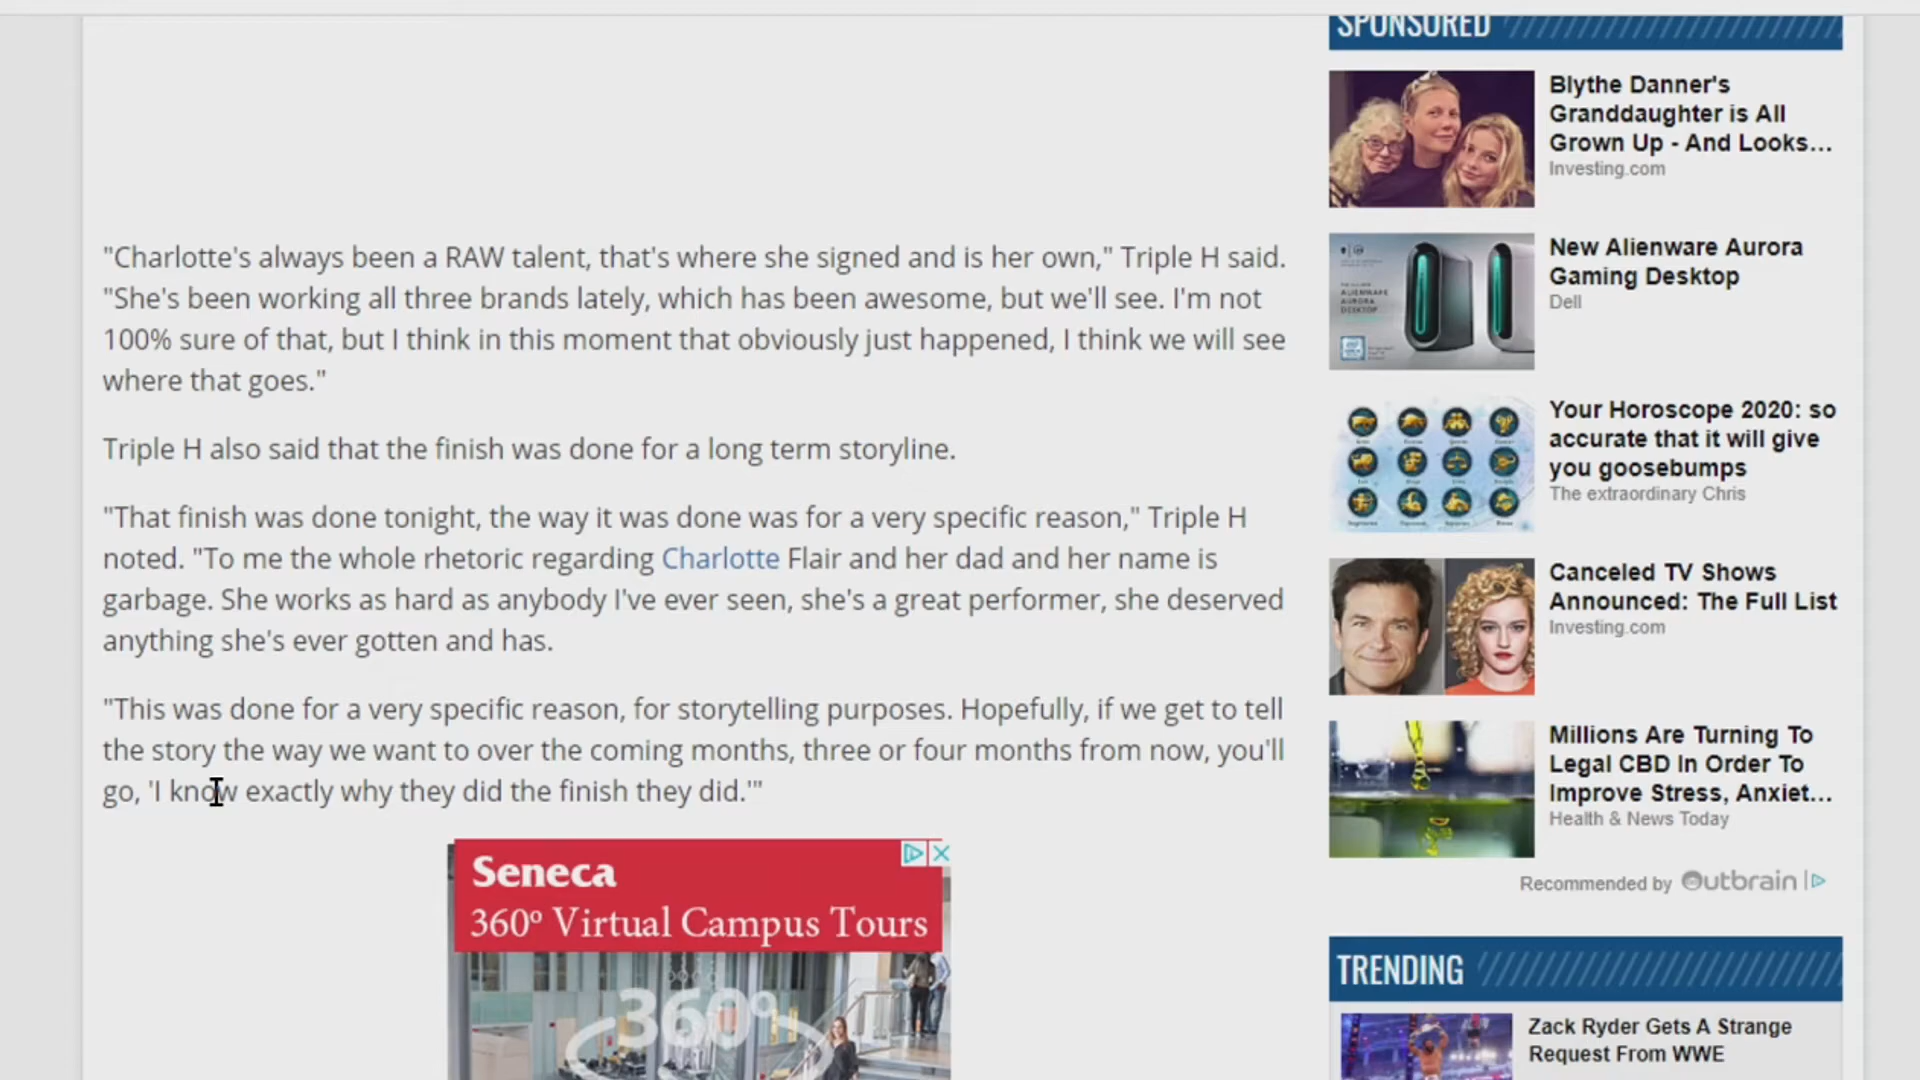 SPONSORED
"Charlotte's always been a RAW talent, that's where she signed and is her own," Triple H said.
"She's been working all three brands lately, which has been awesome, but we'll see. I'm not
100% sure of that, but I think in this moment that obviously just happened, I think we will see
where that goes."
Triple H also said that the finish was done for a long term storyline.
"That finish was done tonight, the way it was done was for a very specific reason," Triple H
noted. "To me the whole rhetoric regarding Charlotte Flair and her dad and her name is
garbage. She works as hard as anybody I've ever seen, she's a great performer, she deserved
anything she's ever gotten and has.
"This was done for a very specific reason, for storytelling purposes. Hopefully, if we get to tell
the story the way we want to over the coming months, three or four months from now, you'll
go, 'I know exactly why they did the finish they did.'"
Seneca
360º Virtual Campus Tours
360º
Blythe Danner's
Granddaughter is All
Grown Up - And Looks...
Investing.com
ALIENWARE
AURORA
DESKTOP
New Alienware Aurora
Gaming Desktop
Dell
Your Horoscope 2020: so
accurate that it will give
you goosebumps
The extraordinary Chris
Canceled TV Shows
Announced: The Full List
Investing.com
Millions Are Turning To
Legal CBD In Order To
Improve Stress, Anxiet...
Health & News Today
Recommended by Outbrain
TRENDING
Zack Ryder Gets A Strange
Request From WWE